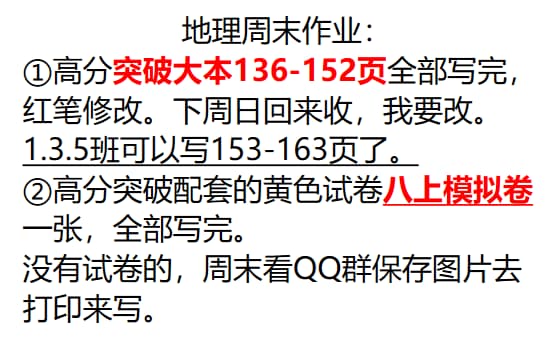 地理周末作业：
①高分突破大本136-152页全部写完，
红笔修改。下周日回来收，我要改。
1.3.5班可以写153-163页了。
②高分突破配套的黄色试卷八上模拟卷
一张，全部写完。
没有试卷的，周末看QQ群保存图片去
打印来写。